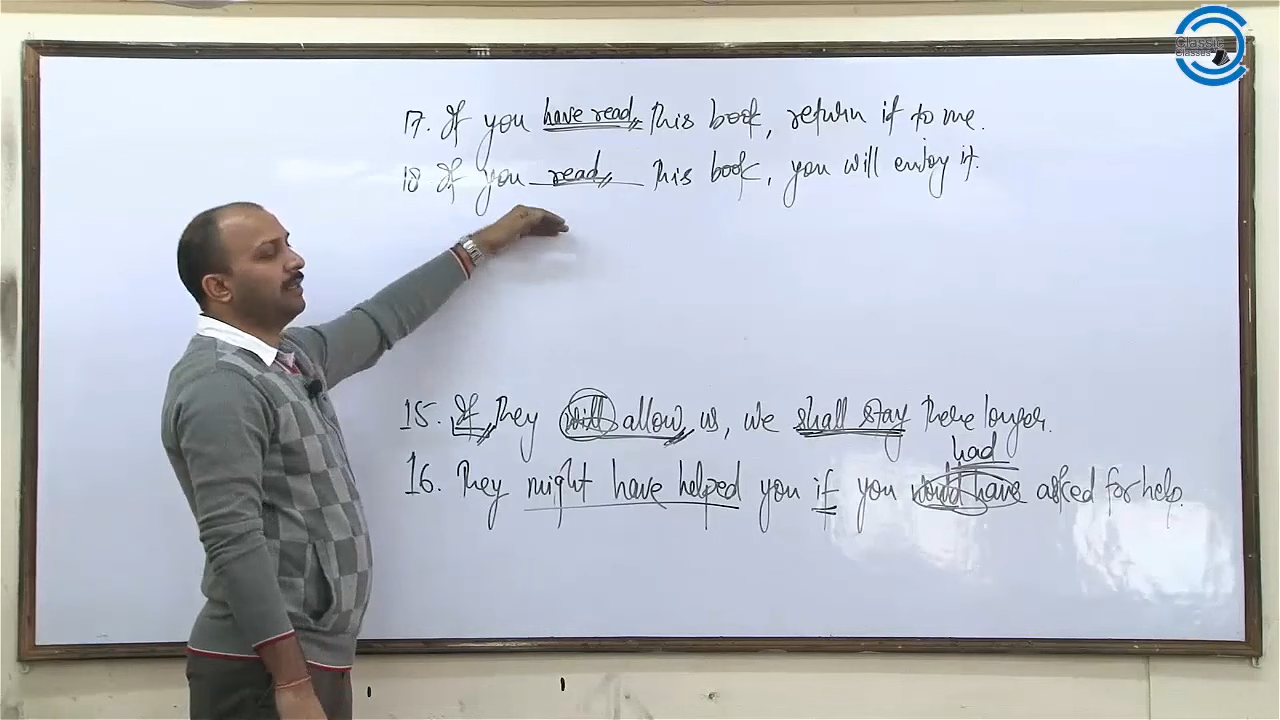 Classic
Classes
17. If you have read this book, return it to me.
18 If you read this book, you will enjoy it.
15. If they will allow us, we shall stay there longer.
had
16. They might have helped you if you would have asked for help.